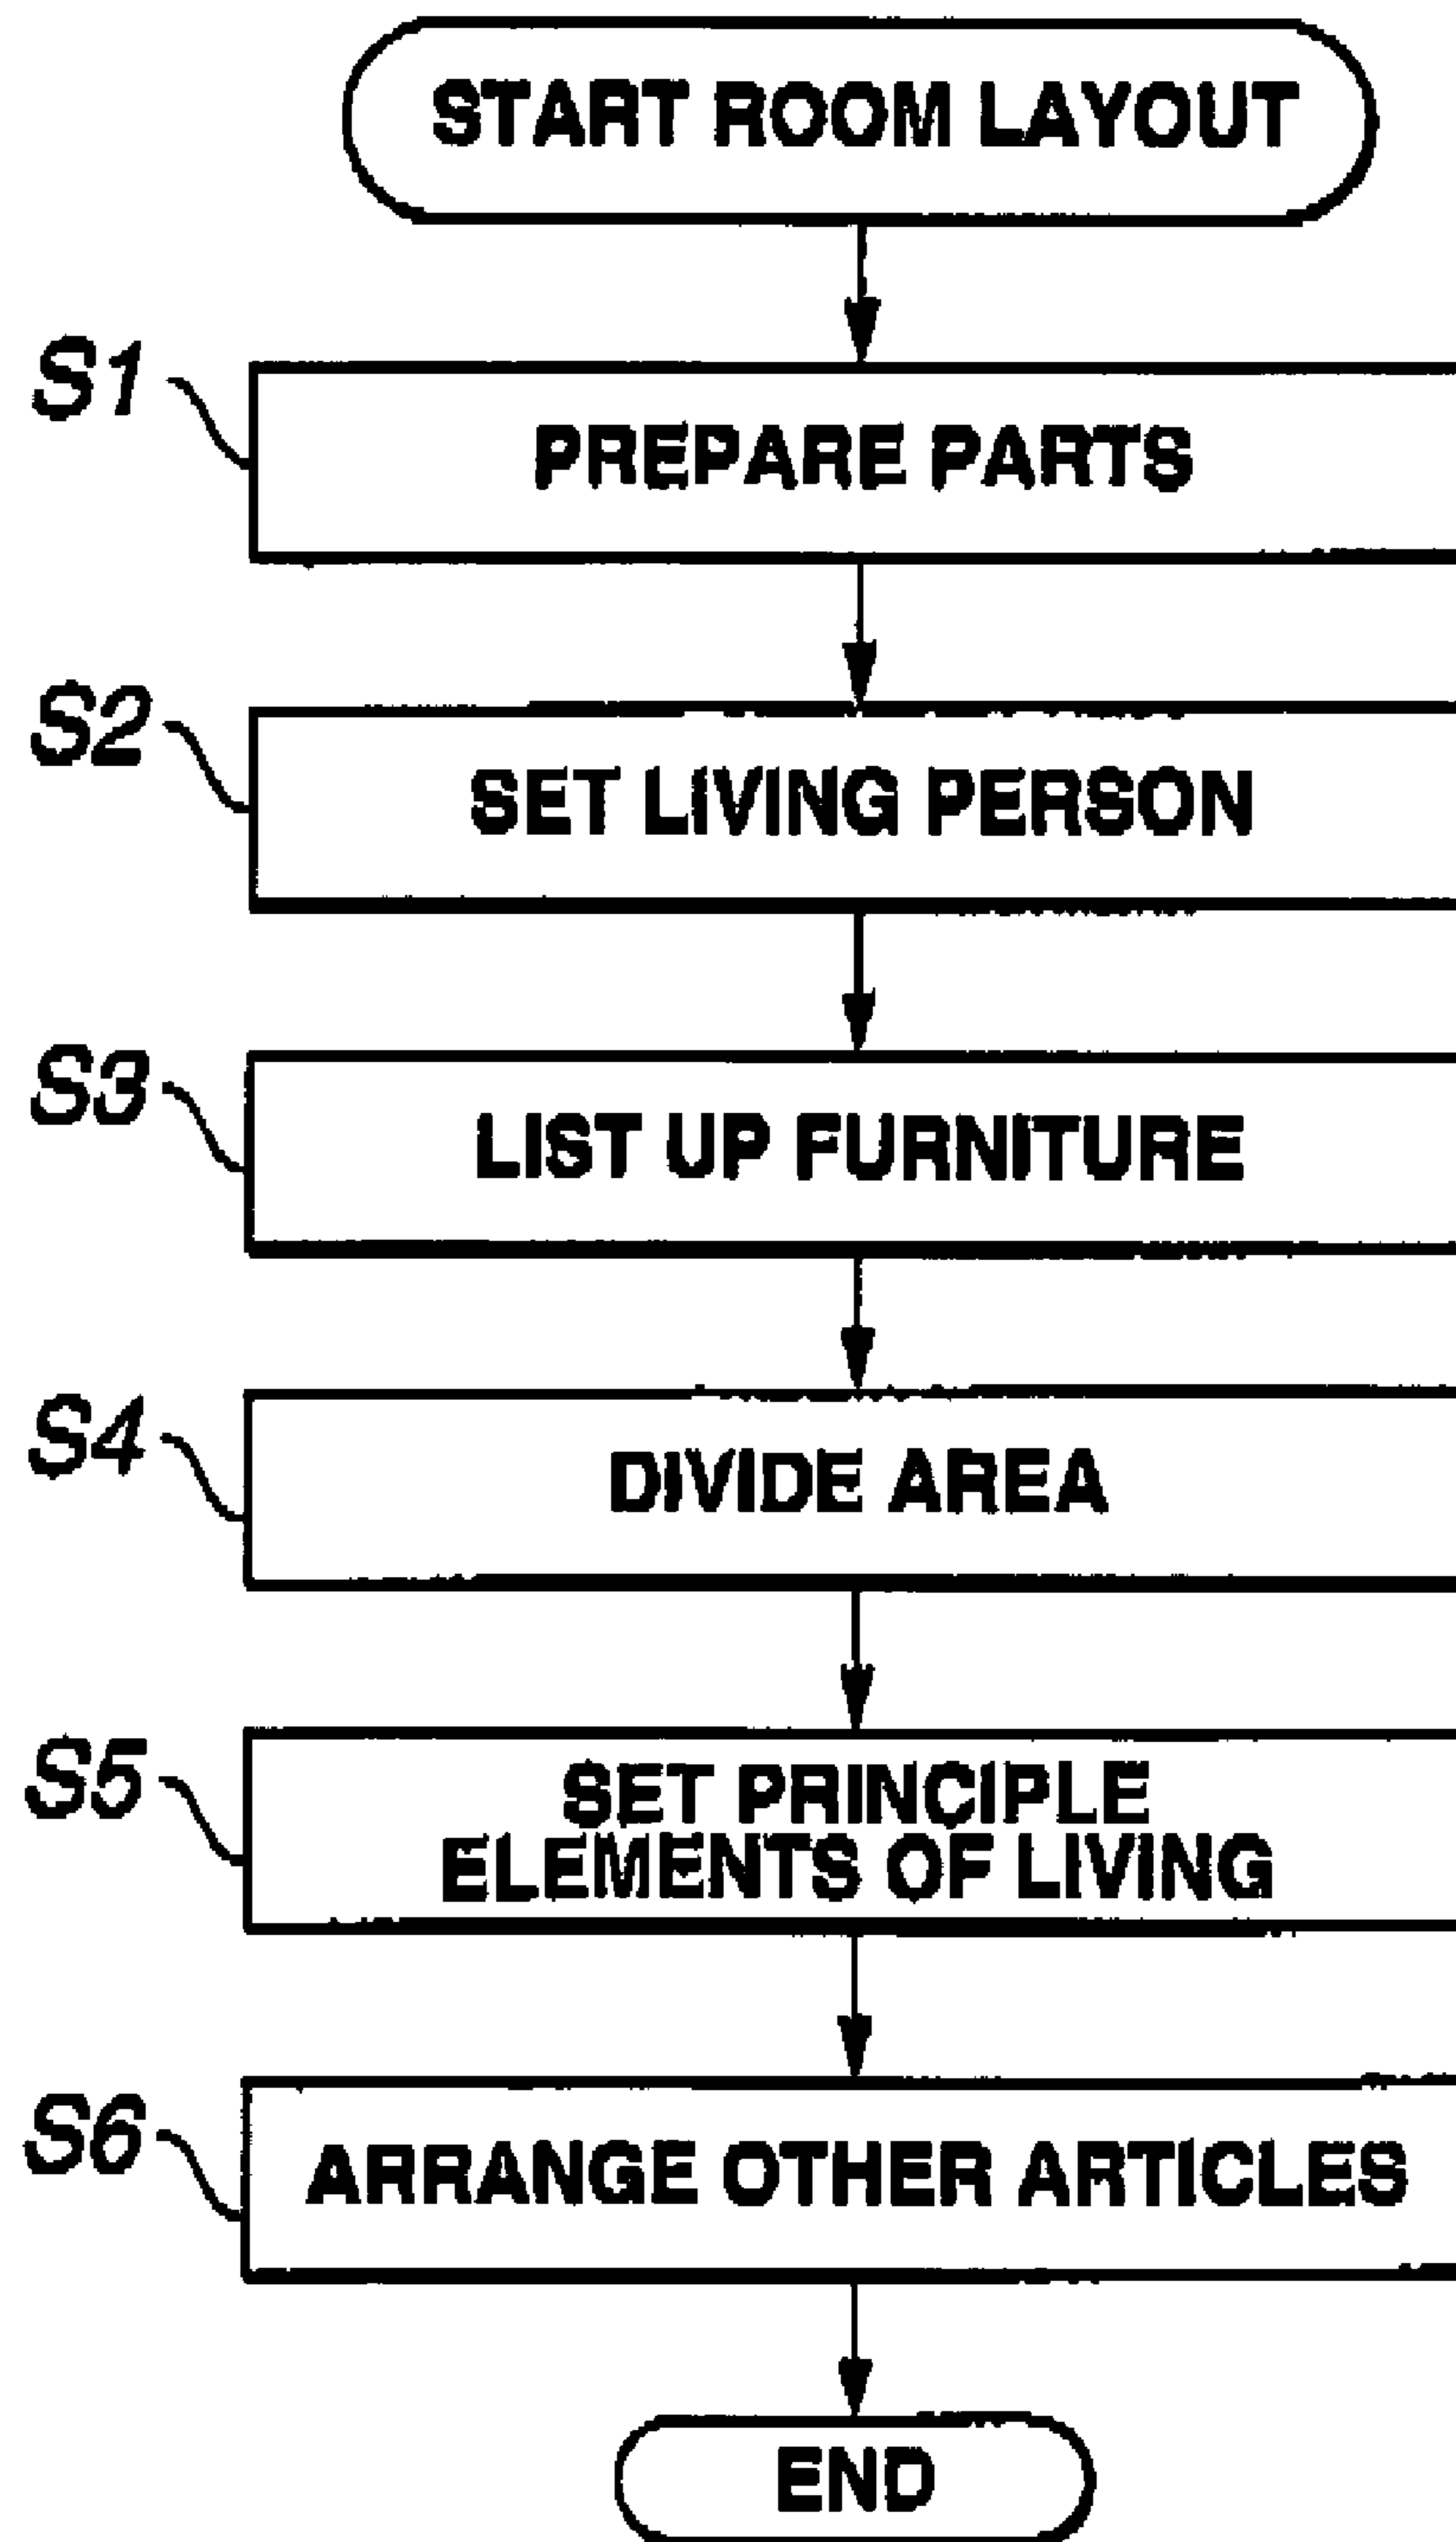 START ROOM LAYOUT
S1
PREPARE PARTS
S2
SET LIVING PERSON
S3
LIST UP FURNITURE
S4
DIVIDE AREA
S5
SET PRINCIPLE
ELEMENTS OF LIVING
S6
ARRANGE OTHER ARTICLES
END